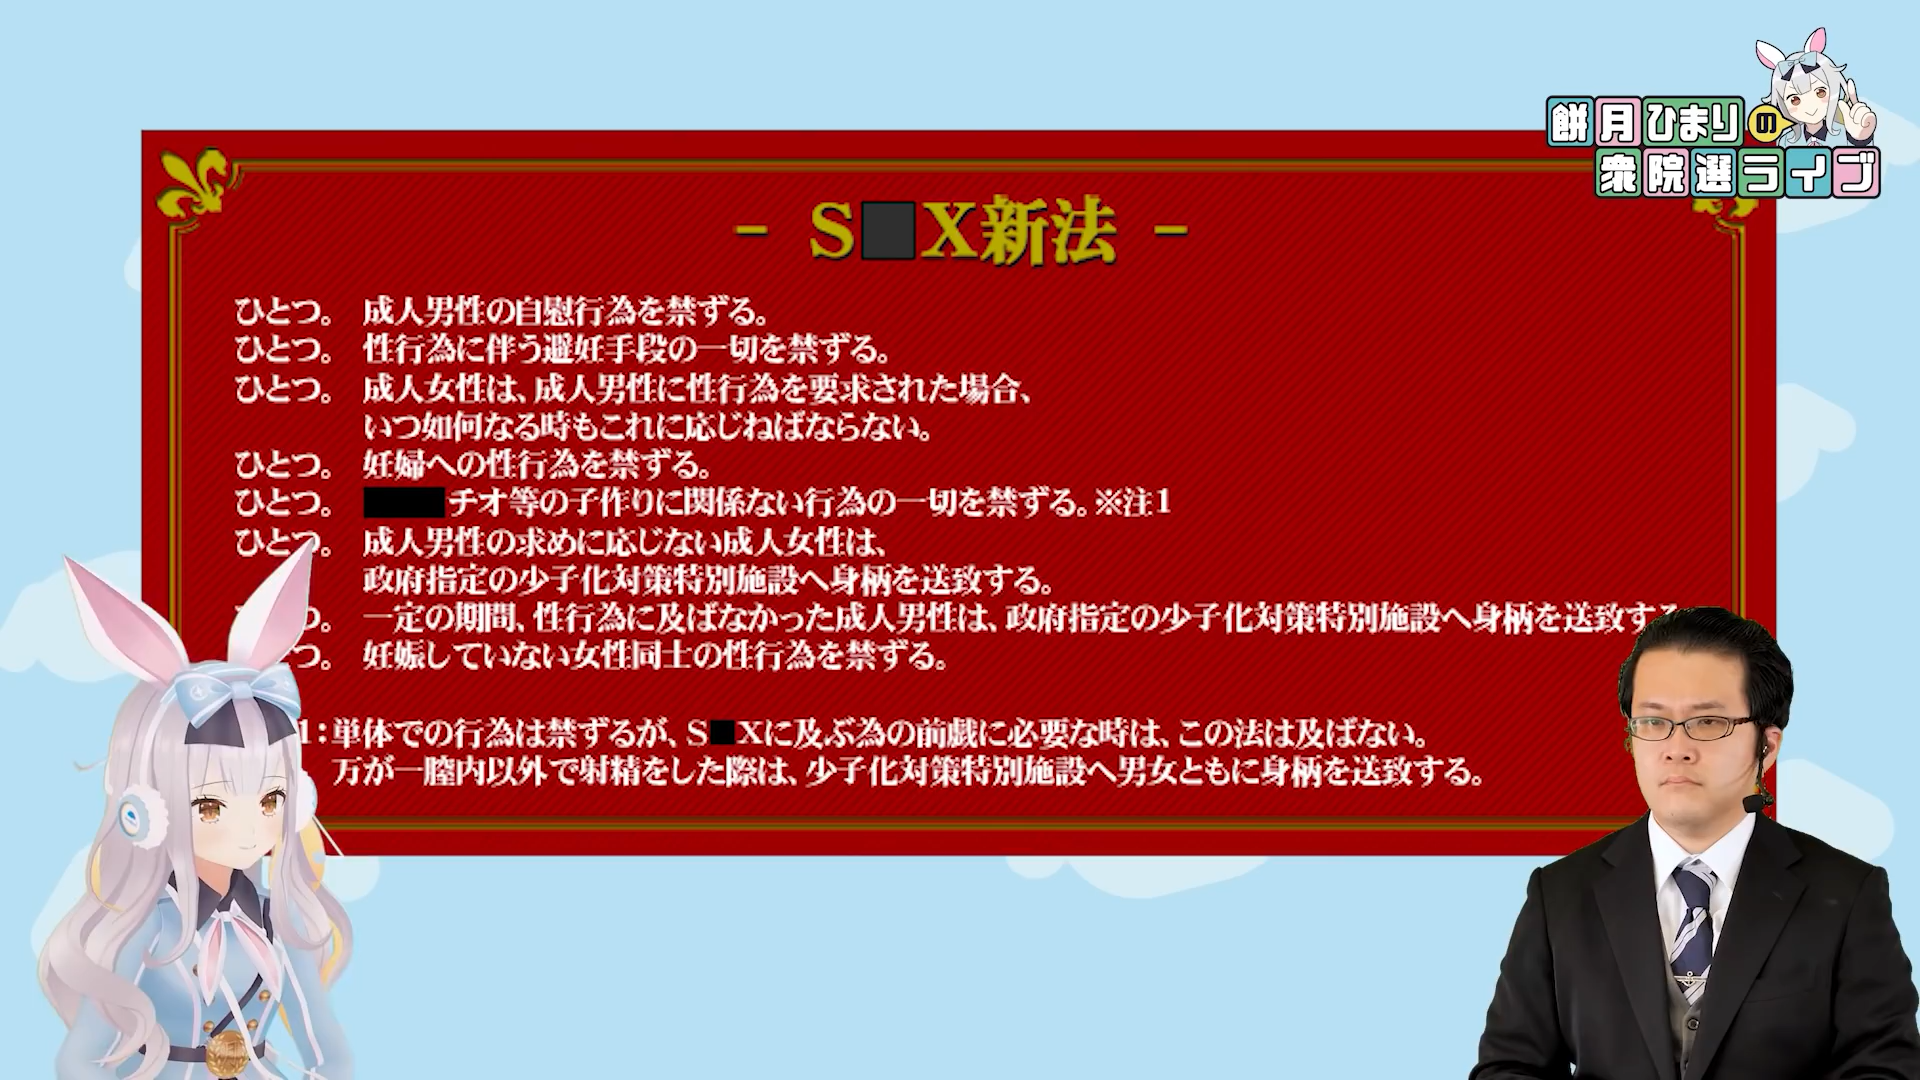 餅月ひまりの
衆院選ライブ
－ S■X新法 －
ひとつ。 成人男性の自慰行為を禁ずる。
ひとつ。 性行為に伴う避妊手段の一切を禁ずる。
ひとつ。 成人女性は、成人男性に性行為を要求された場合、
いつ如何なる時もこれに応じねばならない。
ひとつ。 妊婦への性行為を禁ずる。
ひとつ。 ■■チオ等の子作りに関係ない行為の一切を禁ずる。※注1
ひとつ。 成人男性の求めに応じない成人女性は、
政府指定の少子化対策特別施設へ身柄を送致する。
つ。 一定の期間、性行為に及ばなかった成人男性は、政府指定の少子化対策特別施設へ身柄を送致する
つ。 妊娠していない女性同士の性行為を禁ずる。
1：単体での行為は禁ずるが、S■Xに及ぶ為の前戯に必要な時は、この法は及ばない。
万が一膣内以外で射精をした際は、少子化対策特別施設へ男女ともに身柄を送致する。